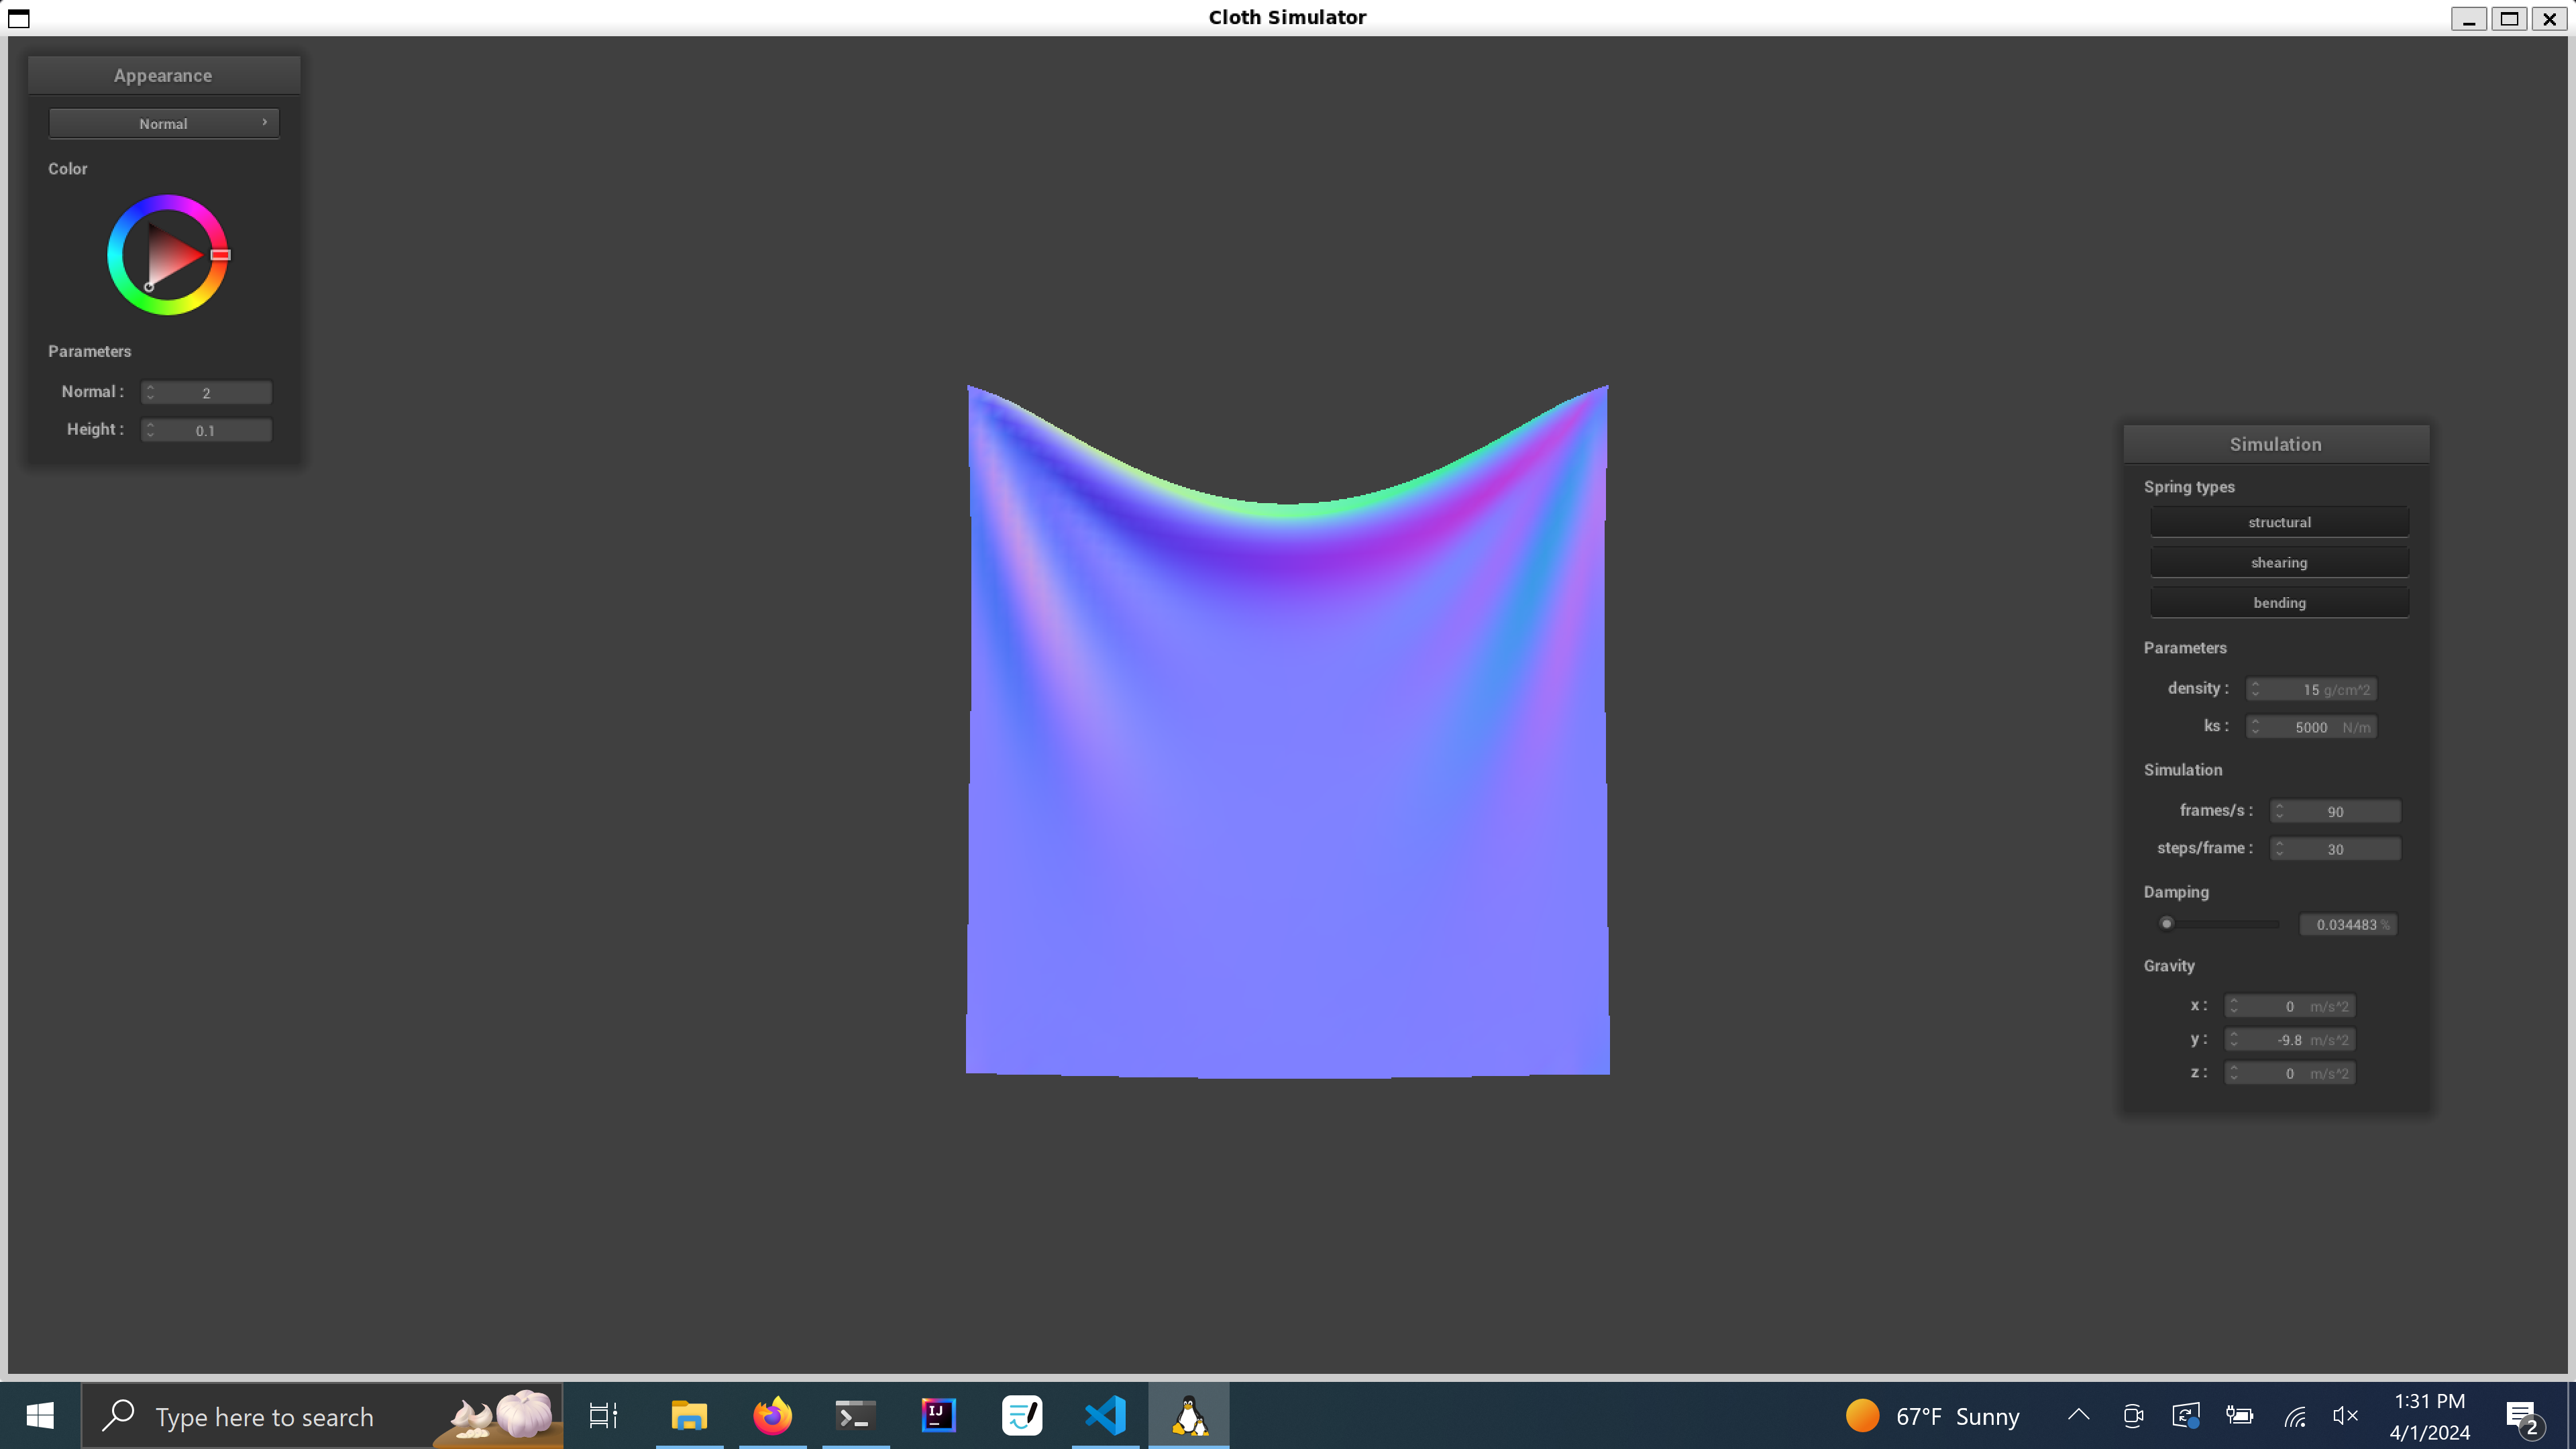 Cloth Simulator
Appearance
Normal
Color
Parameters
Normal : 2
Height : 0.1
Simulation
Spring types
structural
shearing
bending
Parameters
density : 15 g/cm^2
ks : 5000 N/m
Simulation
frames/s : 90
steps/frame : 30
Damping
0.034483 %
Gravity
x : 0 m/s^2
y : -9.8 m/s^2
z : 0 m/s^2
Type here to search
IJ
67°F Sunny
1:31 PM
4/1/2024
2